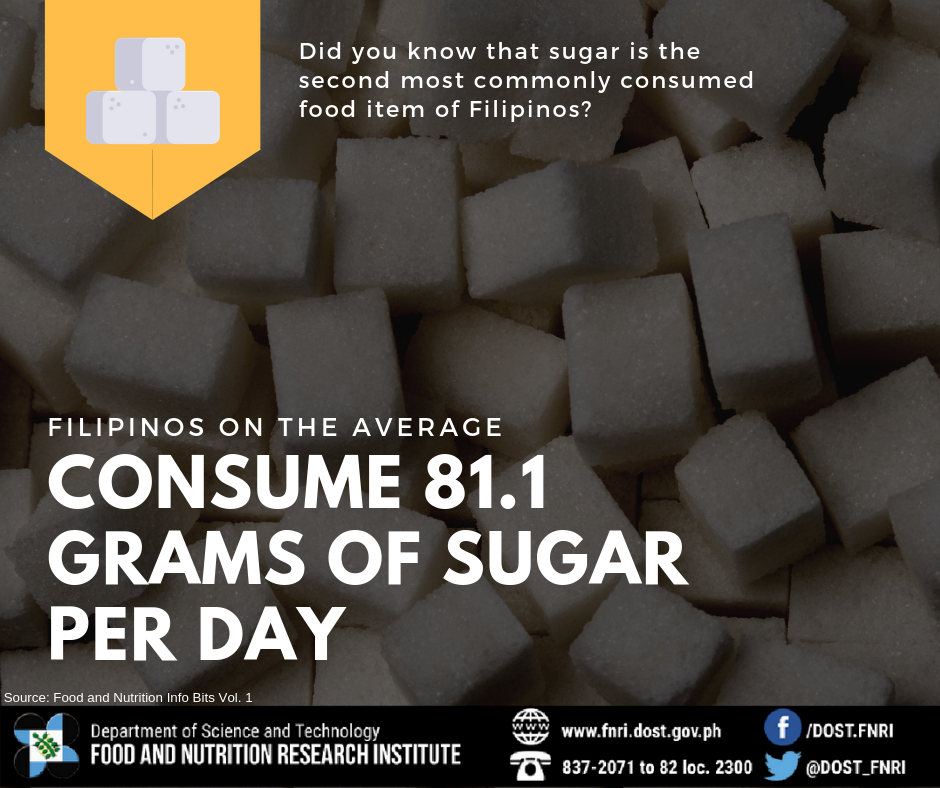 Did you know that sugar is the
second most commonly consumed
food item of Filipinos?
FILIPINOS ON THE AVERAGE
CONSUME 81.1
GRAMS OF SUGAR
PER DAY
Source: Food and Nutrition Info Bits Vol. 1
Department of Science and Technology
FOOD AND NUTRITION RESEARCH INSTITUTE
www.fnri.dost.gov.ph
837-2071 to 82 loc. 2300
/DOST.FNRI
@DOST_FNRI